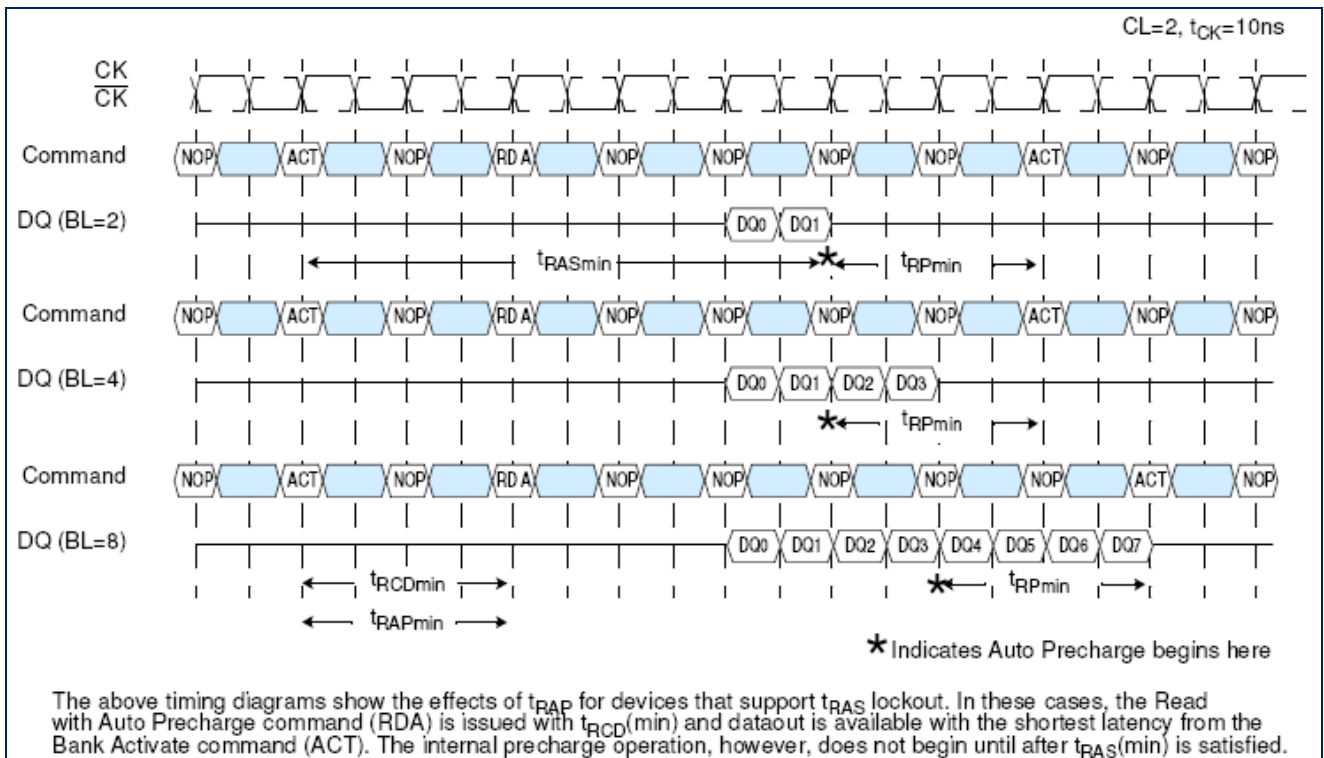 CL=2, tCK=10ns
CK
CK
Command NOP ACT NOP RDA NOP NOP NOP NOP ACT NOP NOP
DQ (BL=2) DQ0 DQ1
tRASmin * tRPmin
Command NOP ACT NOP RDA NOP NOP NOP NOP ACT NOP NOP
DQ (BL=4) DQ0 DQ1 DQ2 DQ3
* tRPmin
Command NOP ACT NOP RDA NOP NOP NOP NOP NOP ACT NOP
DQ (BL=8) DQ0 DQ1 DQ2 DQ3 DQ4 DQ5 DQ6 DQ7
tRCDmin * tRPmin
tRAPmin
* Indicates Auto Precharge begins here
The above timing diagrams show the effects of tRAP for devices that support tRAS lockout. In these cases, the Read
with Auto Precharge command (RDA) is issued with tRCD(min) and dataout is available with the shortest latency from the
Bank Activate command (ACT). The internal precharge operation, however, does not begin until after tRAS(min) is satisfied.